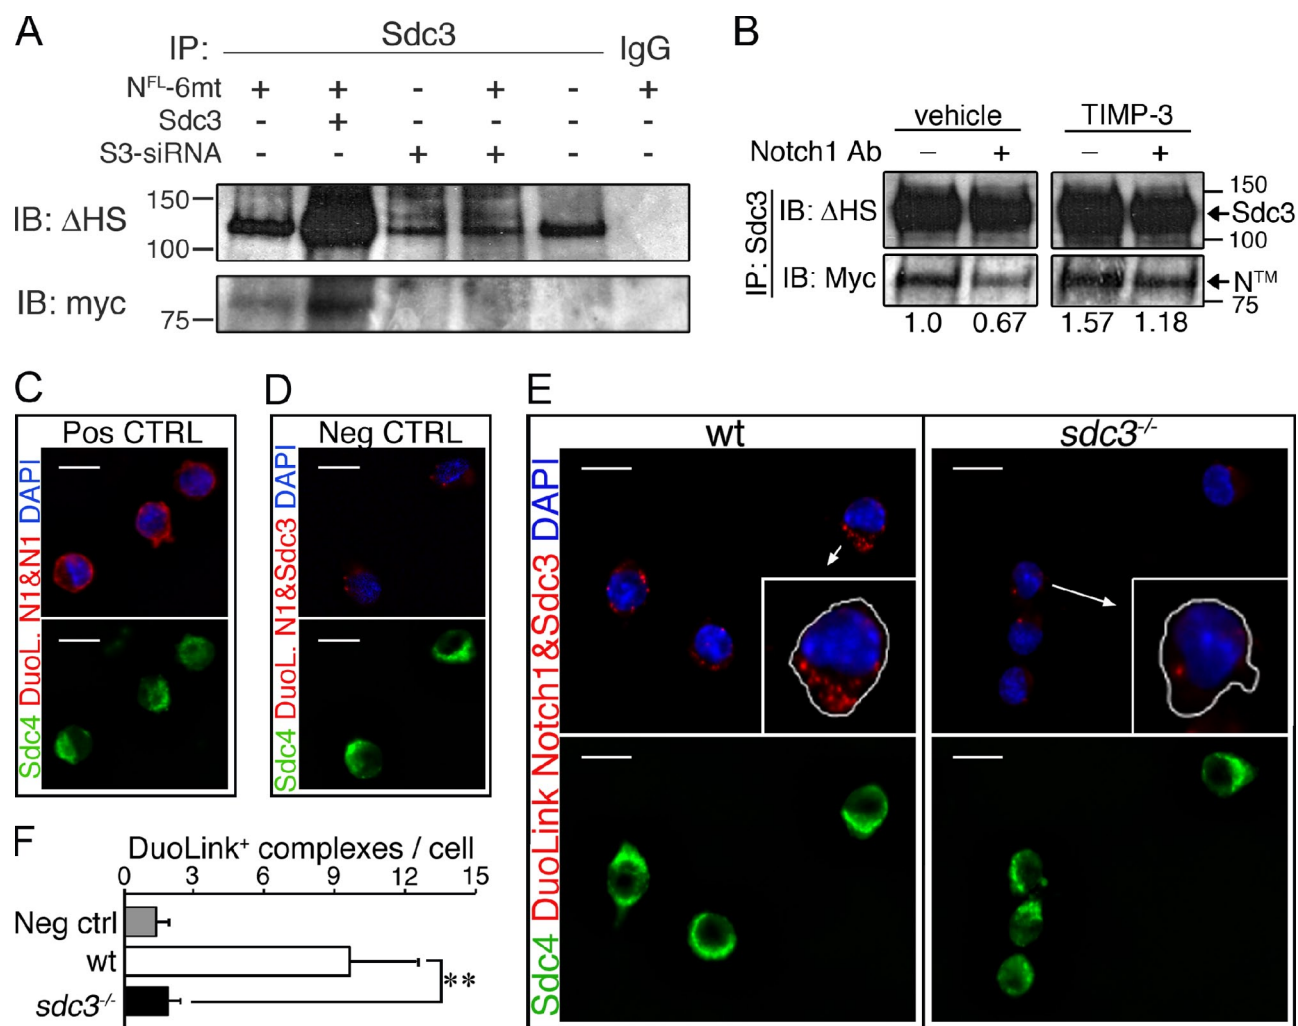 A
IP: Sdc3 IgG
Nᶠᴸ-6mt + + - + - +
Sdc3 - + - - - -
S3-siRNA - - + + - -
IB: ΔHS 150 100
IB: myc 75
B
vehicle TIMP-3
Notch1 Ab – + – +
IP: Sdc3
IB: ΔHS 150 Sdc3 100
IB: Myc Nᵀᴹ 75
1.0 0.67 1.57 1.18
C
Pos CTRL
Sdc4 DuoL. N1&N1 DAPI
D
Neg CTRL
Sdc4 DuoL. N1&Sdc3 DAPI
E
wt sdc3⁻/⁻
Sdc4 DuoLink Notch1&Sdc3 DAPI
F
DuoLink⁺ complexes / cell
0 3 6 9 12 15
Neg ctrl
wt
**
sdc3⁻/⁻